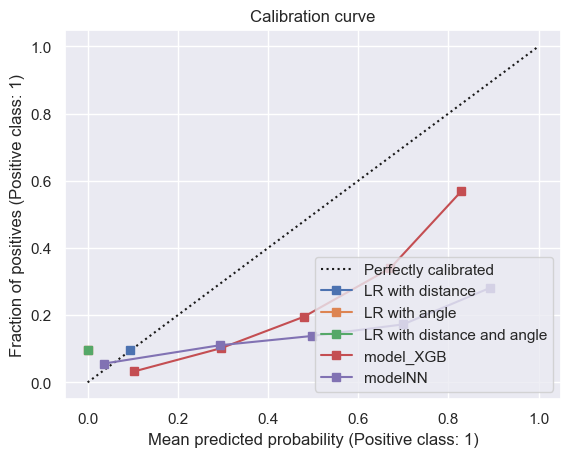 Calibration curve
Fraction of positives (Positive class: 1)
1.0
0.8
0.6
0.4
0.2
0.0
Perfectly calibrated
LR with distance
LR with angle
LR with distance and angle
model_XGB
modelNN
0.0 0.2 0.4 0.6 0.8 1.0
Mean predicted probability (Positive class: 1)